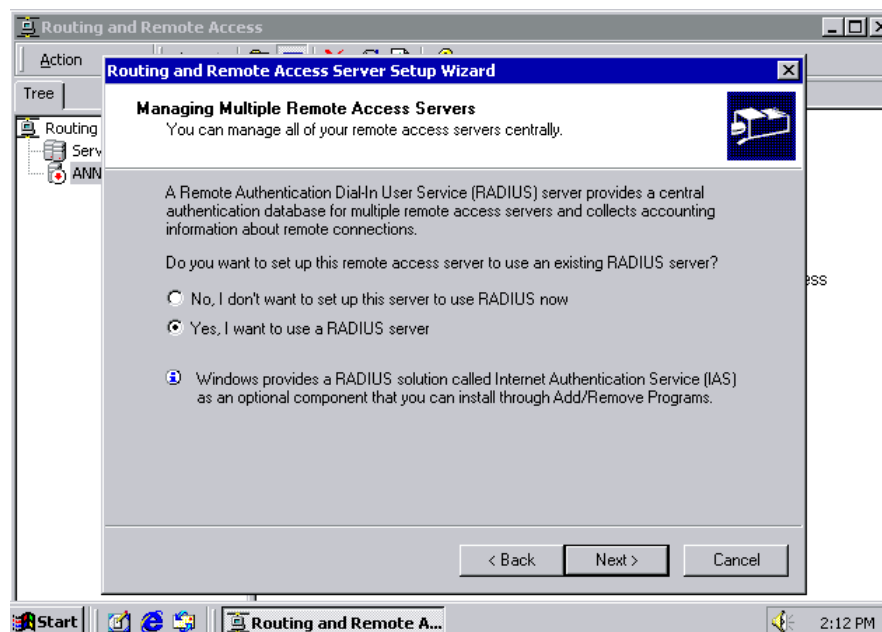 Routing and Remote Access
Action
Tree
Routing
Serv
ANN
ess
Routing and Remote Access Server Setup Wizard
Managing Multiple Remote Access Servers
You can manage all of your remote access servers centrally.
A Remote Authentication Dial-In User Service (RADIUS) server provides a central
authentication database for multiple remote access servers and collects accounting
information about remote connections.
Do you want to set up this remote access server to use an existing RADIUS server?
No, I don't want to set up this server to use RADIUS now
Yes, I want to use a RADIUS server
Windows provides a RADIUS solution called Internet Authentication Service (IAS)
as an optional component that you can install through Add/Remove Programs.
< Back
Next >
Cancel
Start
Routing and Remote A...
2:12 PM